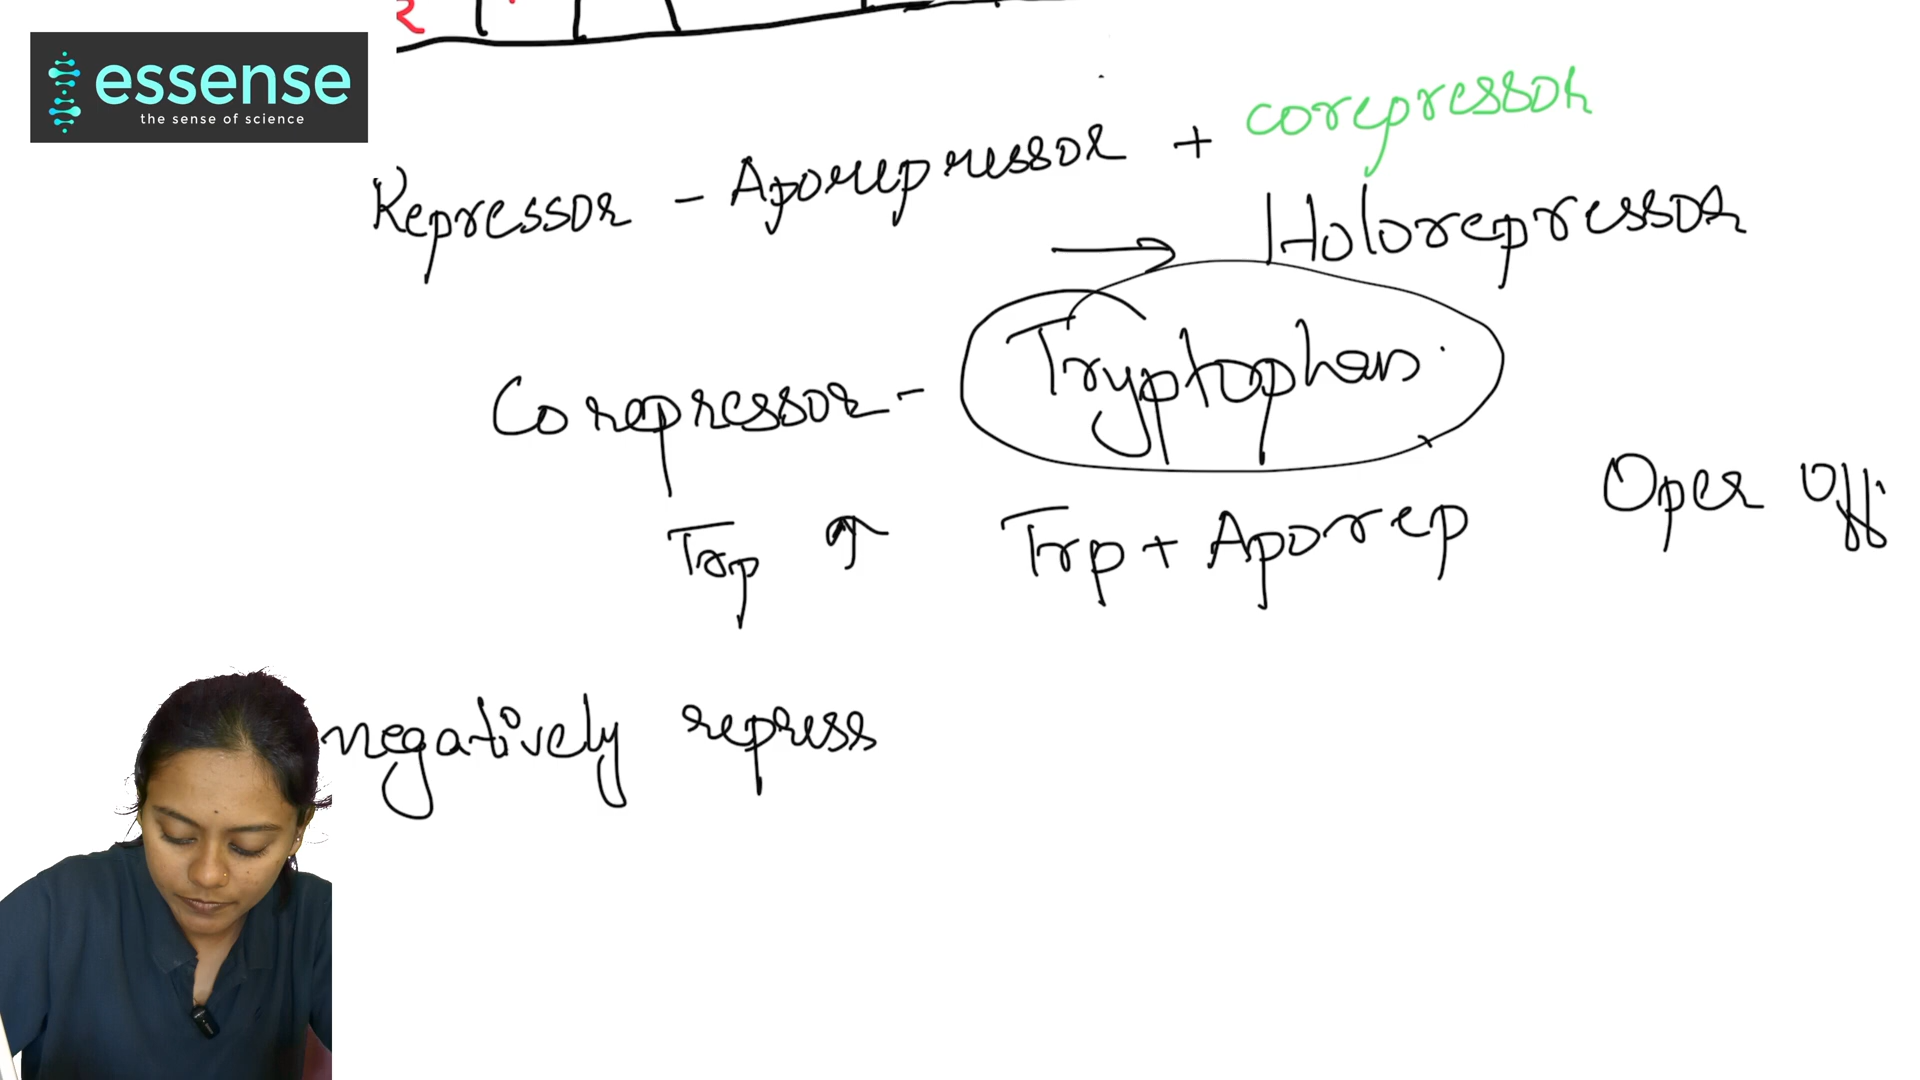 essense
the sense of science
Repressor - Aporepressor + corepressor
→ Holorepressor
Corepressor - Tryptophan
Trp ↑ Trp + Aporep Oper Off
negatively repress